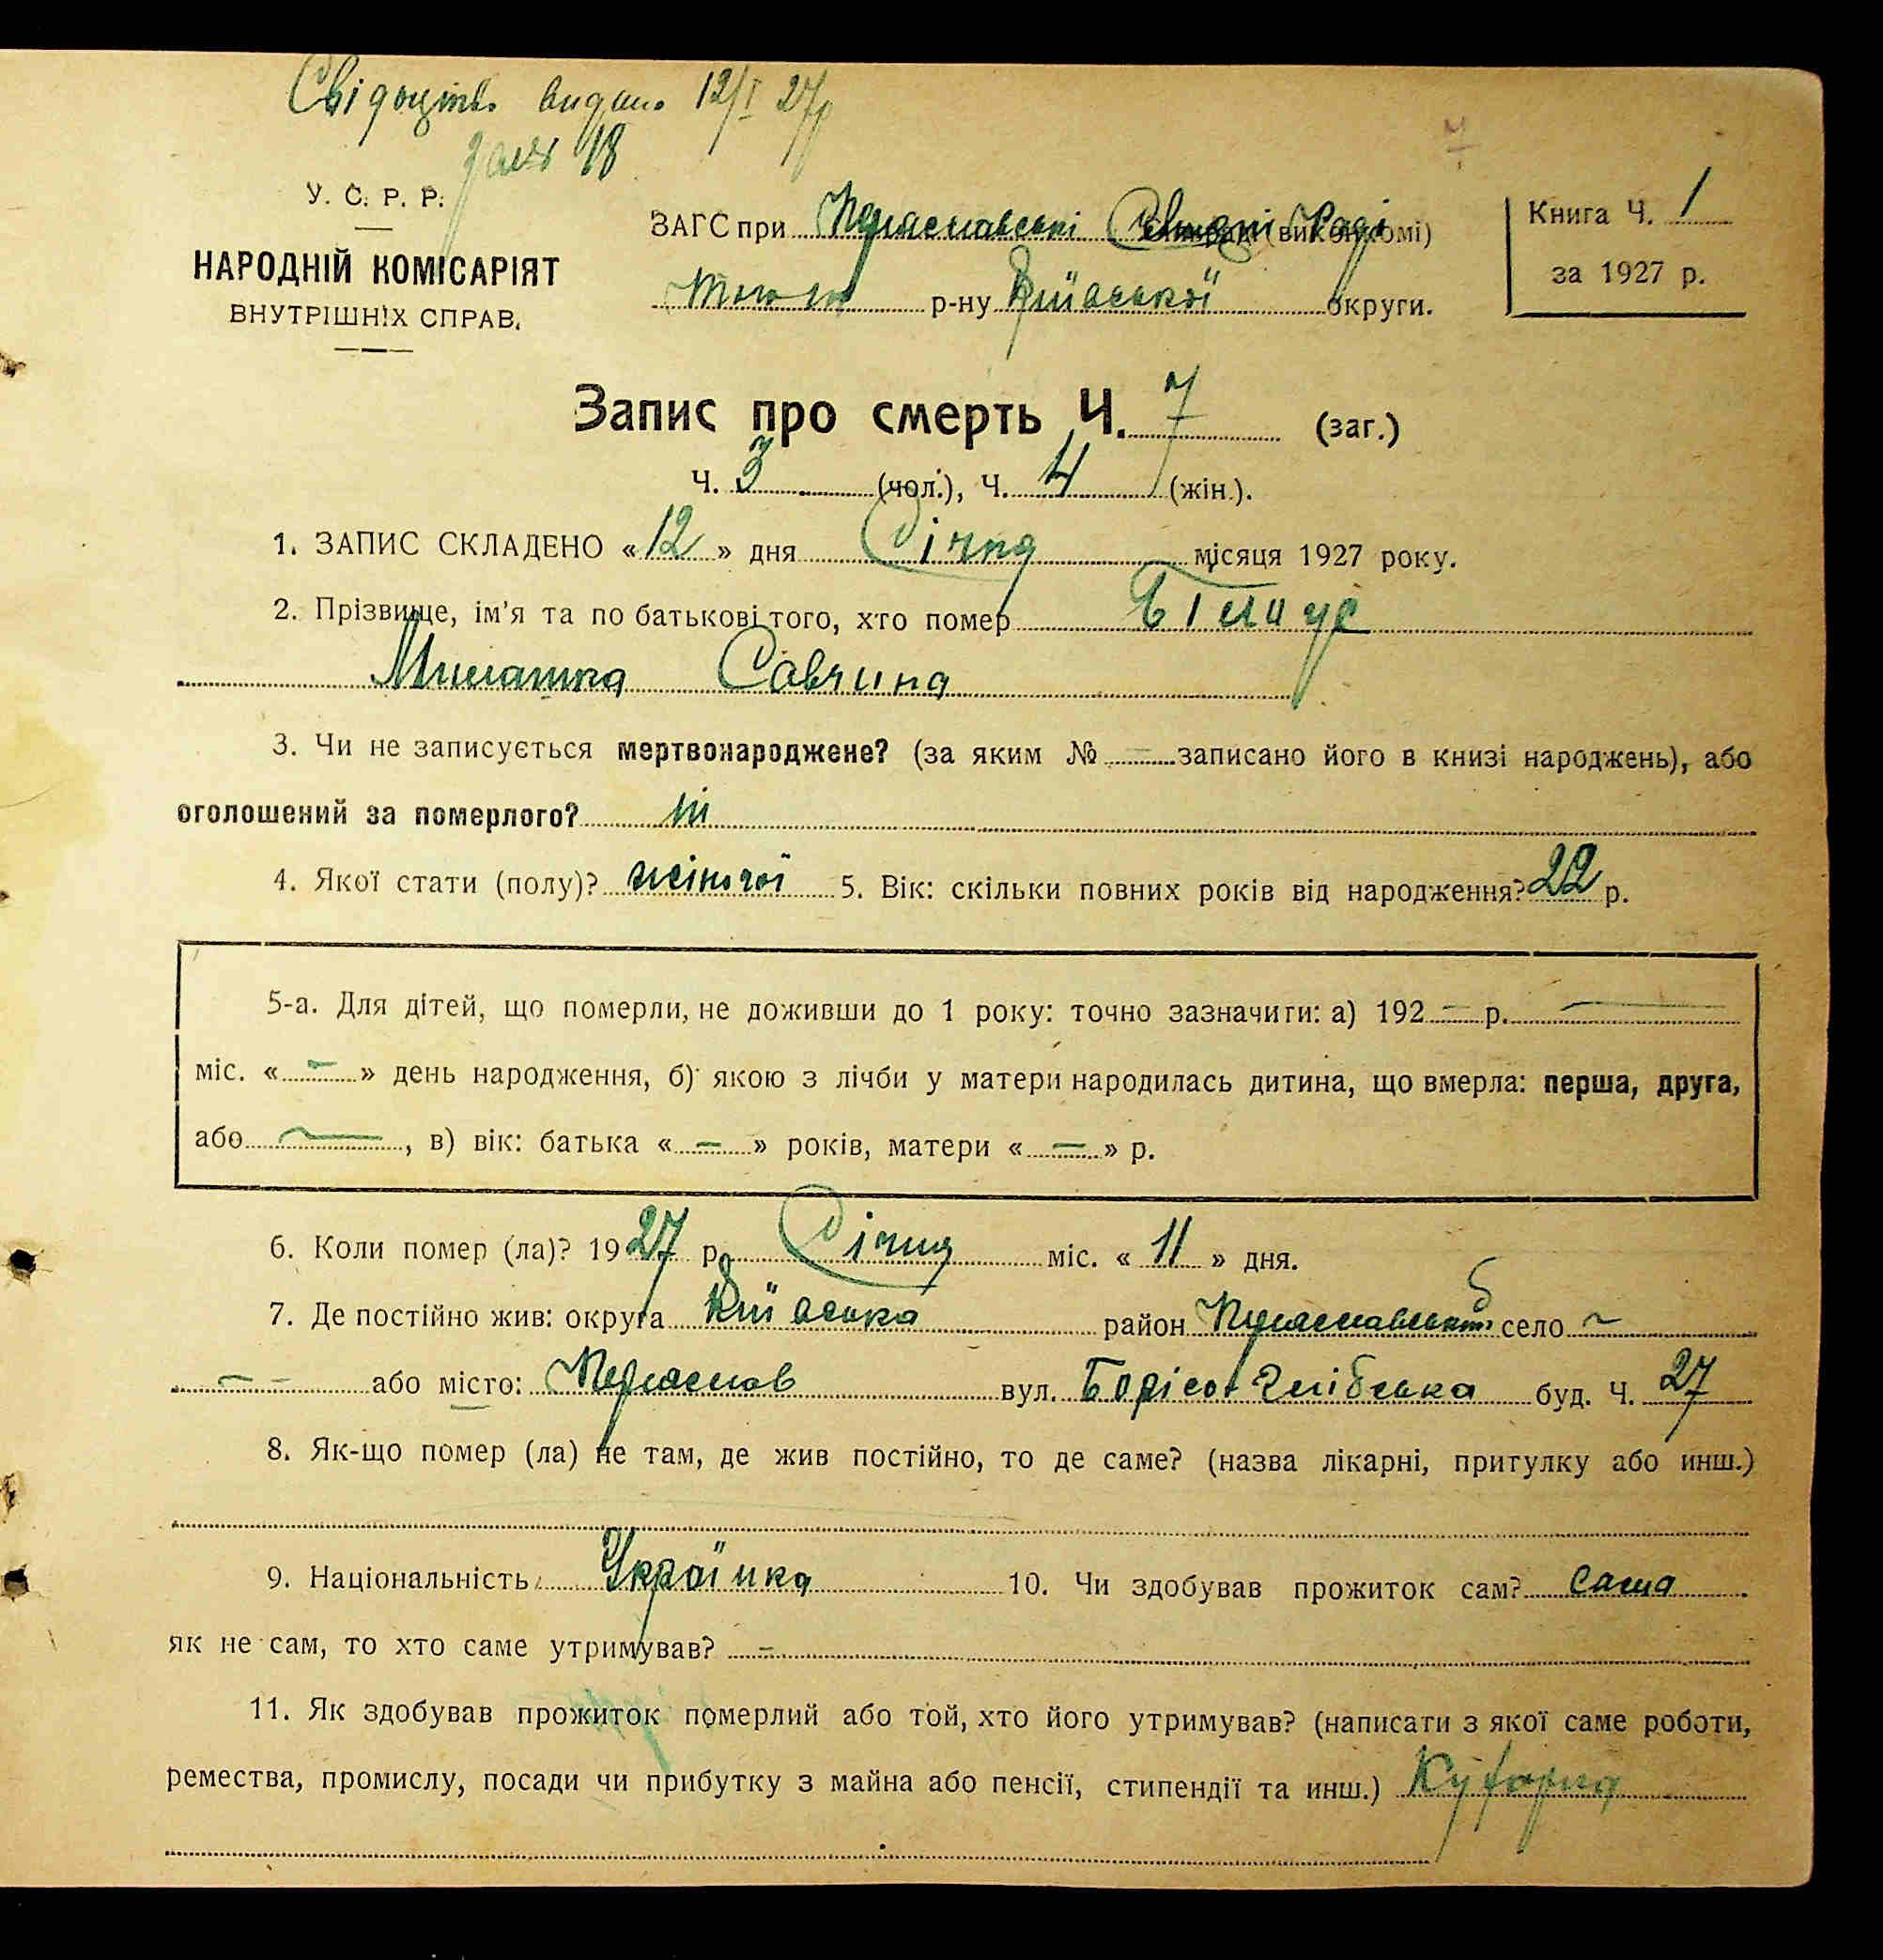 Свідоцтво видано 12/I 27р
за № 18
У. С. Р. Р.
НАРОДНІЙ КОМІСАРІЯТ
ВНУТРІШНІХ СПРАВ.
ЗАГС при Переяславські Міській Раді (виконкомі)
того ж р-ну Київської округи.
Книга Ч. 1
за 1927 р.
Запис про смерть Ч. 7 (заг.)
Ч. 3 (чол.), Ч. 4 (жін.).
1. ЗАПИС СКЛАДЕНО «12» дня Січня місяця 1927 року.
2. Прізвище, ім'я та по батькові того, хто помер Білаус
Милашка Савчина
3. Чи не записується мертвонароджене? (за яким № — записано його в книзі народжень), або
оголошений за померлого? ні
4. Якої стати (полу)? жіночої 5. Вік: скільки повних років від народження? 22 р.
5-а. Для дітей, що померли, не доживши до 1 року: точно зазначити: а) 192 — р. —
міс. « — » день народження, б) якою з лічби у матери народилась дитина, що вмерла: перша, друга,
або —, в) вік: батька « — » років, матери « — » р.
6. Коли помер (ла)? 1927 р. Січня міс. «11» дня.
7. Де постійно жив: округа Київська район Переяславський село —
— або місто: Переяслов вул. Борісо-Глібська буд. Ч. 27
8. Як-що помер (ла) не там, де жив постійно, то де саме? (назва лікарні, притулку або инш.)
9. Національність Українка 10. Чи здобував прожиток сам? сама
як не сам, то хто саме утримував? —
11. Як здобував прожиток померлий або той, хто його утримував? (написати з якої саме роботи,
ремества, промислу, посади чи прибутку з майна або пенсії, стипендії та инш.)